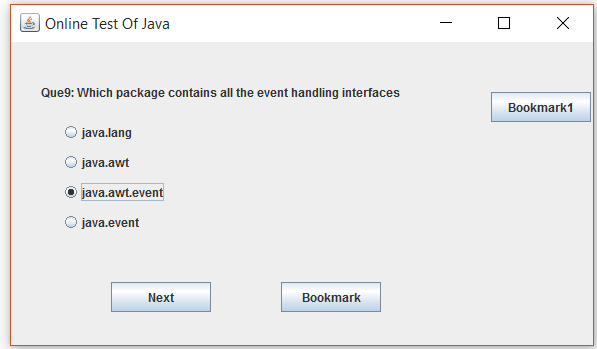 Online Test Of Java
Que9: Which package contains all the event handling interfaces
Bookmark1
java.lang
java.awt
java.awt.event
java.event
Next
Bookmark